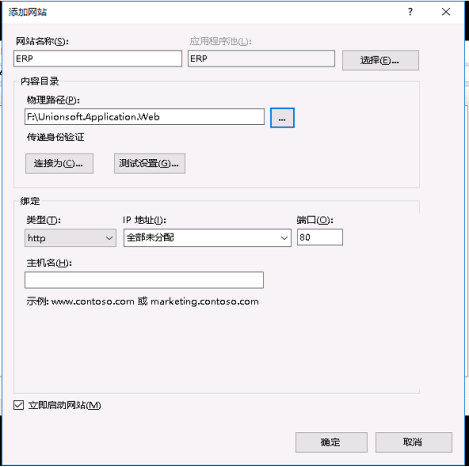 添加网站
? ×
网站名称(S): 应用程序池(L):
ERP ERP 选择(E)...
内容目录
物理路径(P):
F:\Unionsoft.Application.Web ...
传递身份验证
连接为(C)... 测试设置(G)...
绑定
类型(T): IP 地址(I): 端口(O):
http 全部未分配 80
主机名(H):
示例: www.contoso.com 或 marketing.contoso.com
立即启动网站(M)
确定 取消